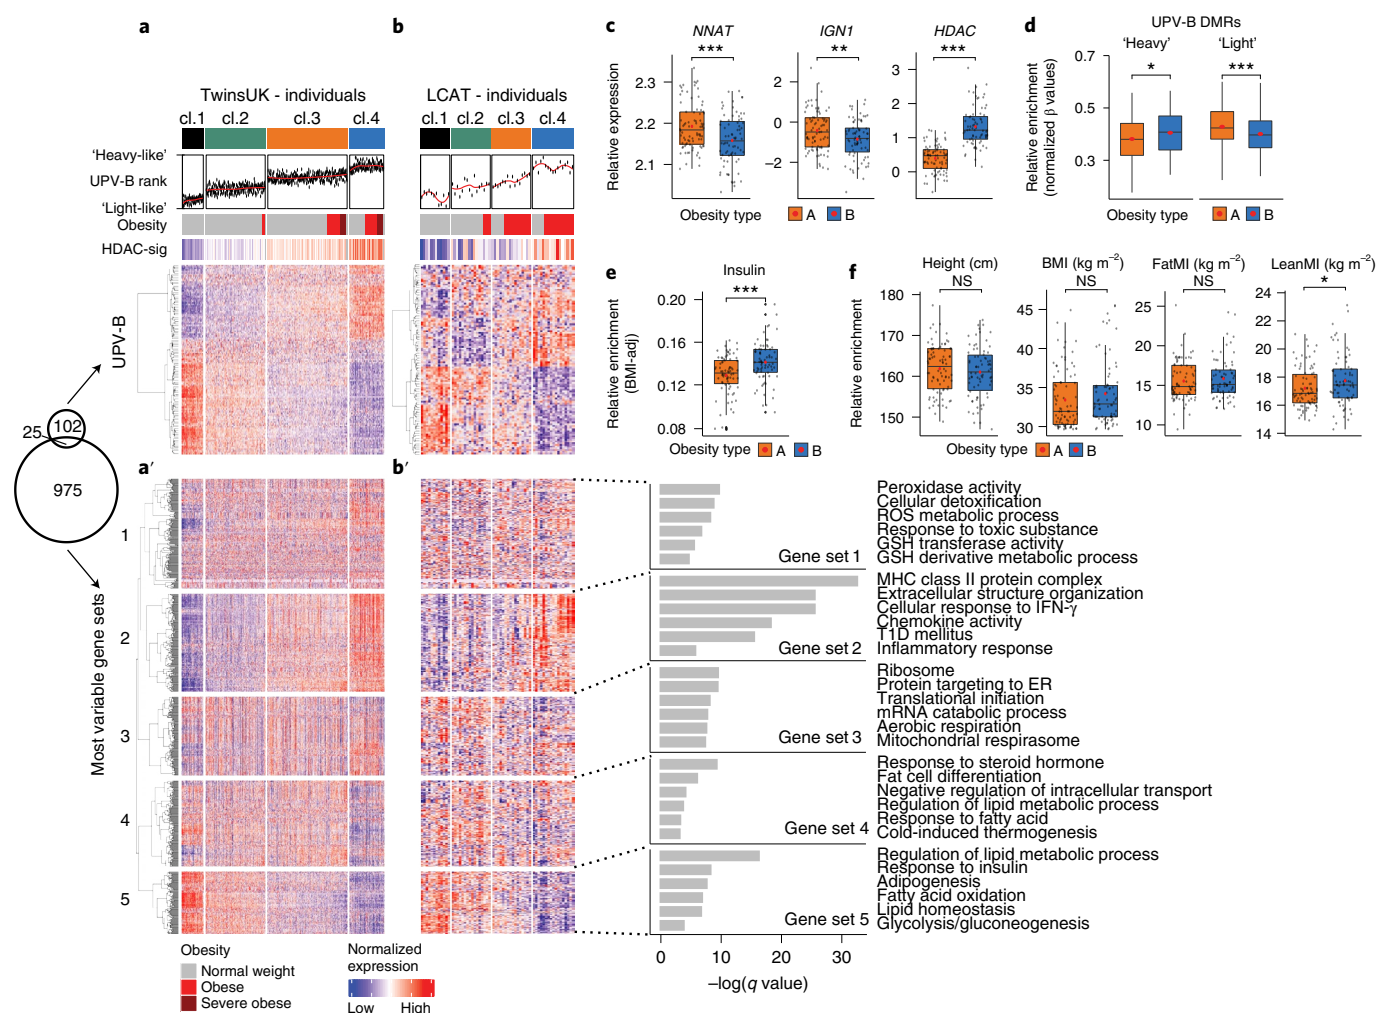 a
TwinsUK - individuals
cl.1 cl.2 cl.3 cl.4
'Heavy-like'
UPV-B rank
'Light-like'
Obesity
HDAC-sig
UPV-B
102
25
975
b
LCAT - individuals
cl.1 cl.2 cl.3 cl.4
c
NNAT IGN1 HDAC
*** ** ***
Relative expression
2.3
2.2
2.1
2
0
−2
3
2
1
0
Obesity type A B
d
UPV-B DMRs
'Heavy' 'Light'
* ***
Relative enrichment
(normalized β values)
0.7
0.5
0.3
A B
e
Insulin
***
Relative enrichment
(BMI-adj)
0.20
0.16
0.12
0.08
Obesity type A B
f
Height (cm) BMI (kg m−2) FatMI (kg m−2) LeanMI (kg m−2)
NS NS NS *
Relative enrichment
180
170
160
150
45
40
35
30
25
20
15
10
24
22
20
18
16
14
Obesity type A B
a′
Most variable gene sets
1
2
3
4
5
b′
Peroxidase activity
Cellular detoxification
ROS metabolic process
Response to toxic substance
GSH transferase activity
GSH derivative metabolic process
Gene set 1
MHC class II protein complex
Extracellular structure organization
Cellular response to IFN-γ
Chemokine activity
T1D mellitus
Inflammatory response
Gene set 2
Ribosome
Protein targeting to ER
Translational initiation
mRNA catabolic process
Aerobic respiration
Mitochondrial respirasome
Gene set 3
Response to steroid hormone
Fat cell differentiation
Negative regulation of intracellular transport
Regulation of lipid metabolic process
Response to fatty acid
Cold-induced thermogenesis
Gene set 4
Regulation of lipid metabolic process
Response to insulin
Adipogenesis
Fatty acid oxidation
Lipid homeostasis
Glycolysis/gluconeogenesis
Gene set 5
0 10 20 30
−log(q value)
Obesity
Normal weight
Obese
Severe obese
Normalized
expression
Low High